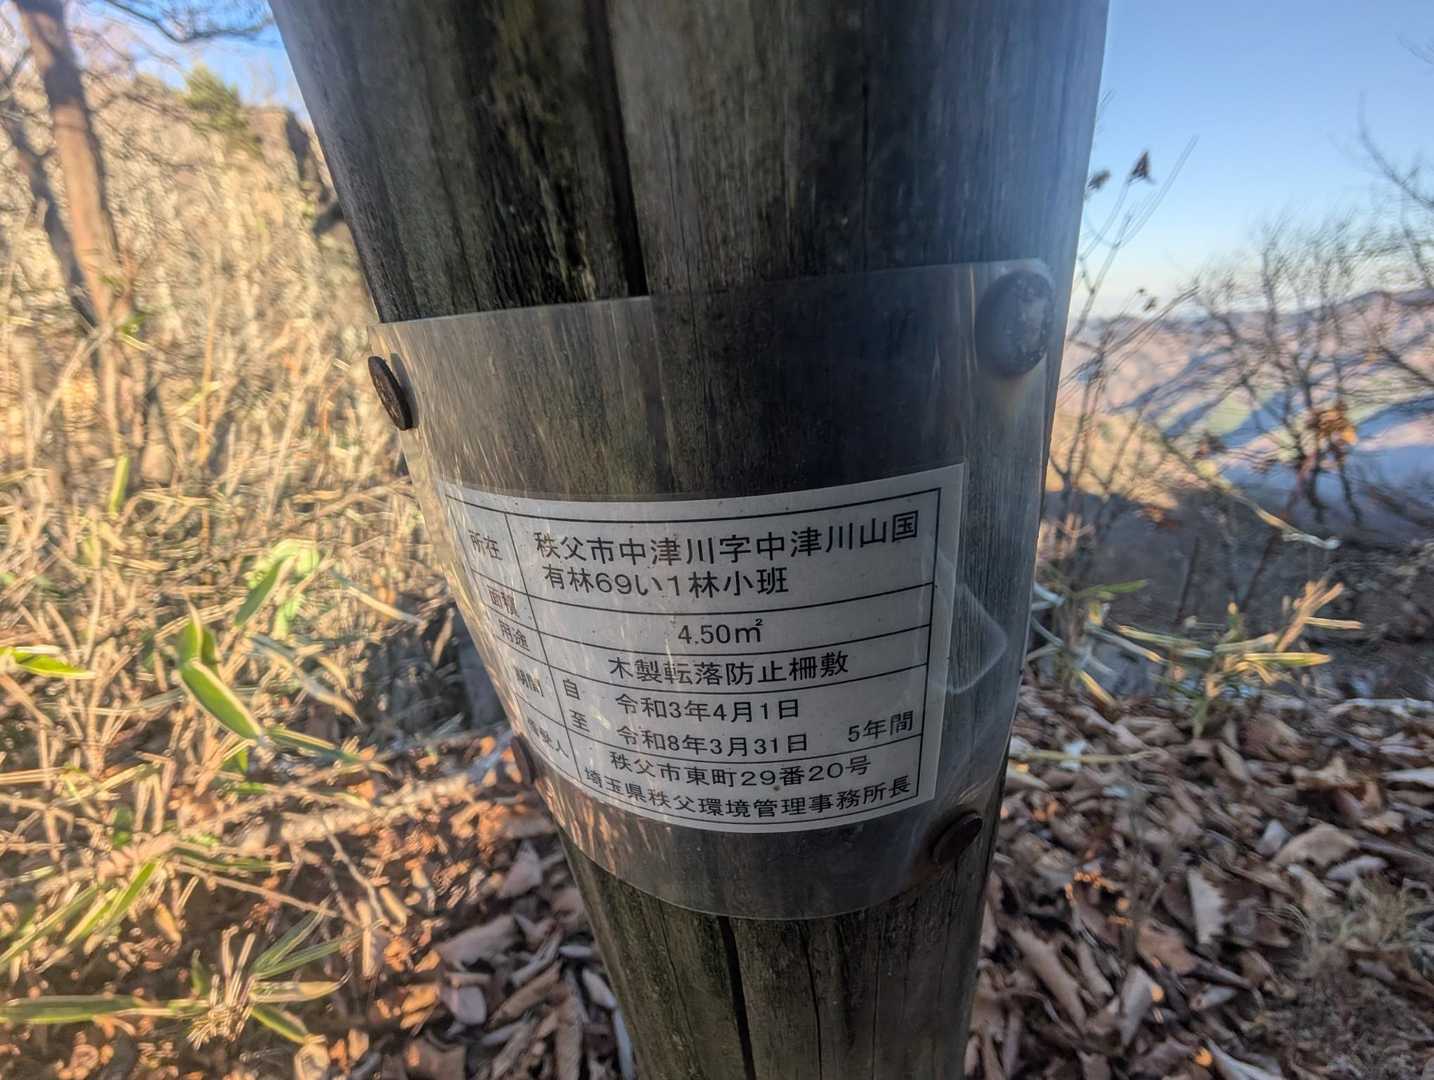 所在 秩父市中津川字中津川山国
有林69い1林小班
面積 4.50㎡
用途 木製転落防止柵敷
期間 自 令和3年4月1日
至 令和8年3月31日 5年間
秩父市東町29番20号
埼玉県秩父環境管理事務所長